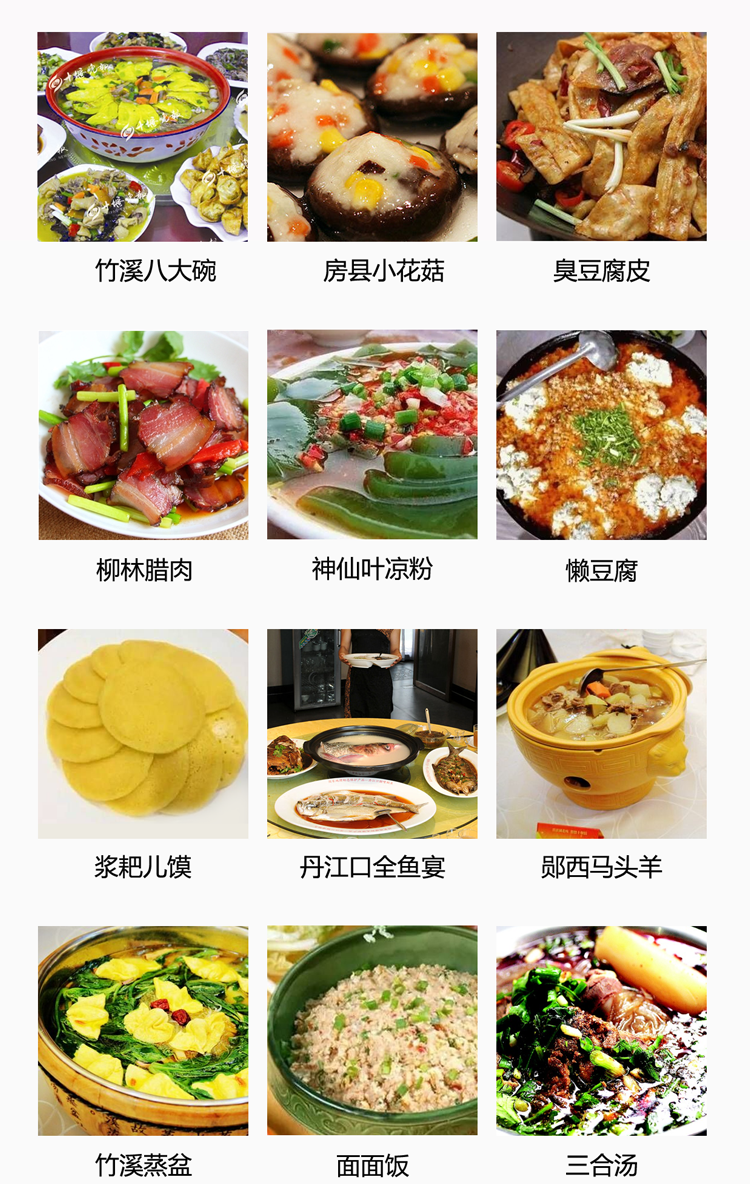 竹溪八大碗
房县小花菇
臭豆腐皮
柳林腊肉
神仙叶凉粉
懒豆腐
浆粑儿馍
丹江口全鱼宴
郧西马头羊
竹溪蒸盆
面面饭
三合汤